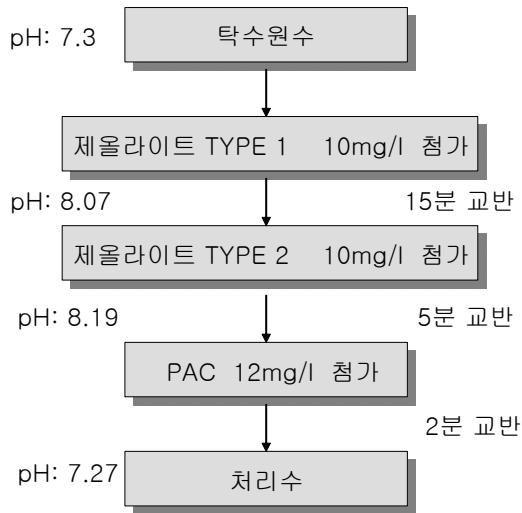 pH: 7.3
탁수원수
제올라이트 TYPE 1 10mg/l 첨가
pH: 8.07
15분 교반
제올라이트 TYPE 2 10mg/l 첨가
pH: 8.19
5분 교반
PAC 12mg/l 첨가
2분 교반
pH: 7.27
처리수